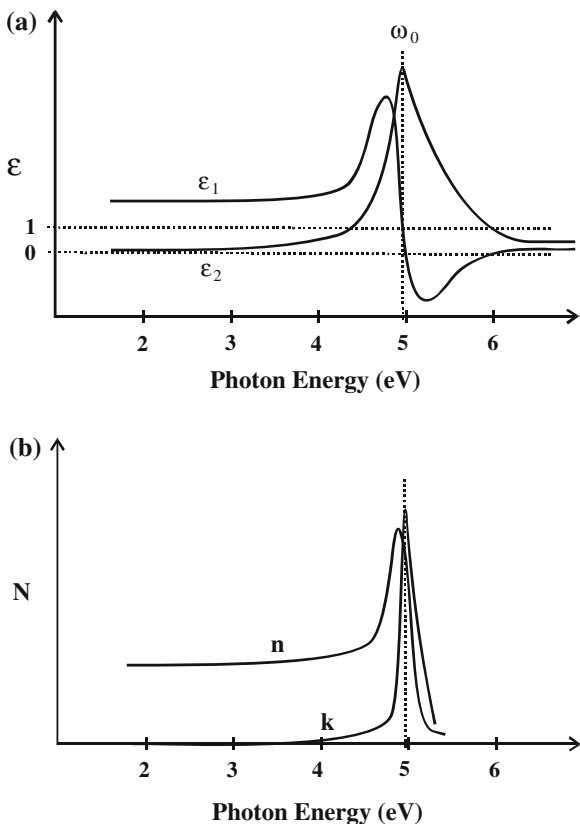 (a)
ω0
ε
ε1
1
0
ε2
2 3 4 5 6
Photon Energy (eV)
(b)
N
n
k
2 3 4 5 6
Photon Energy (eV)